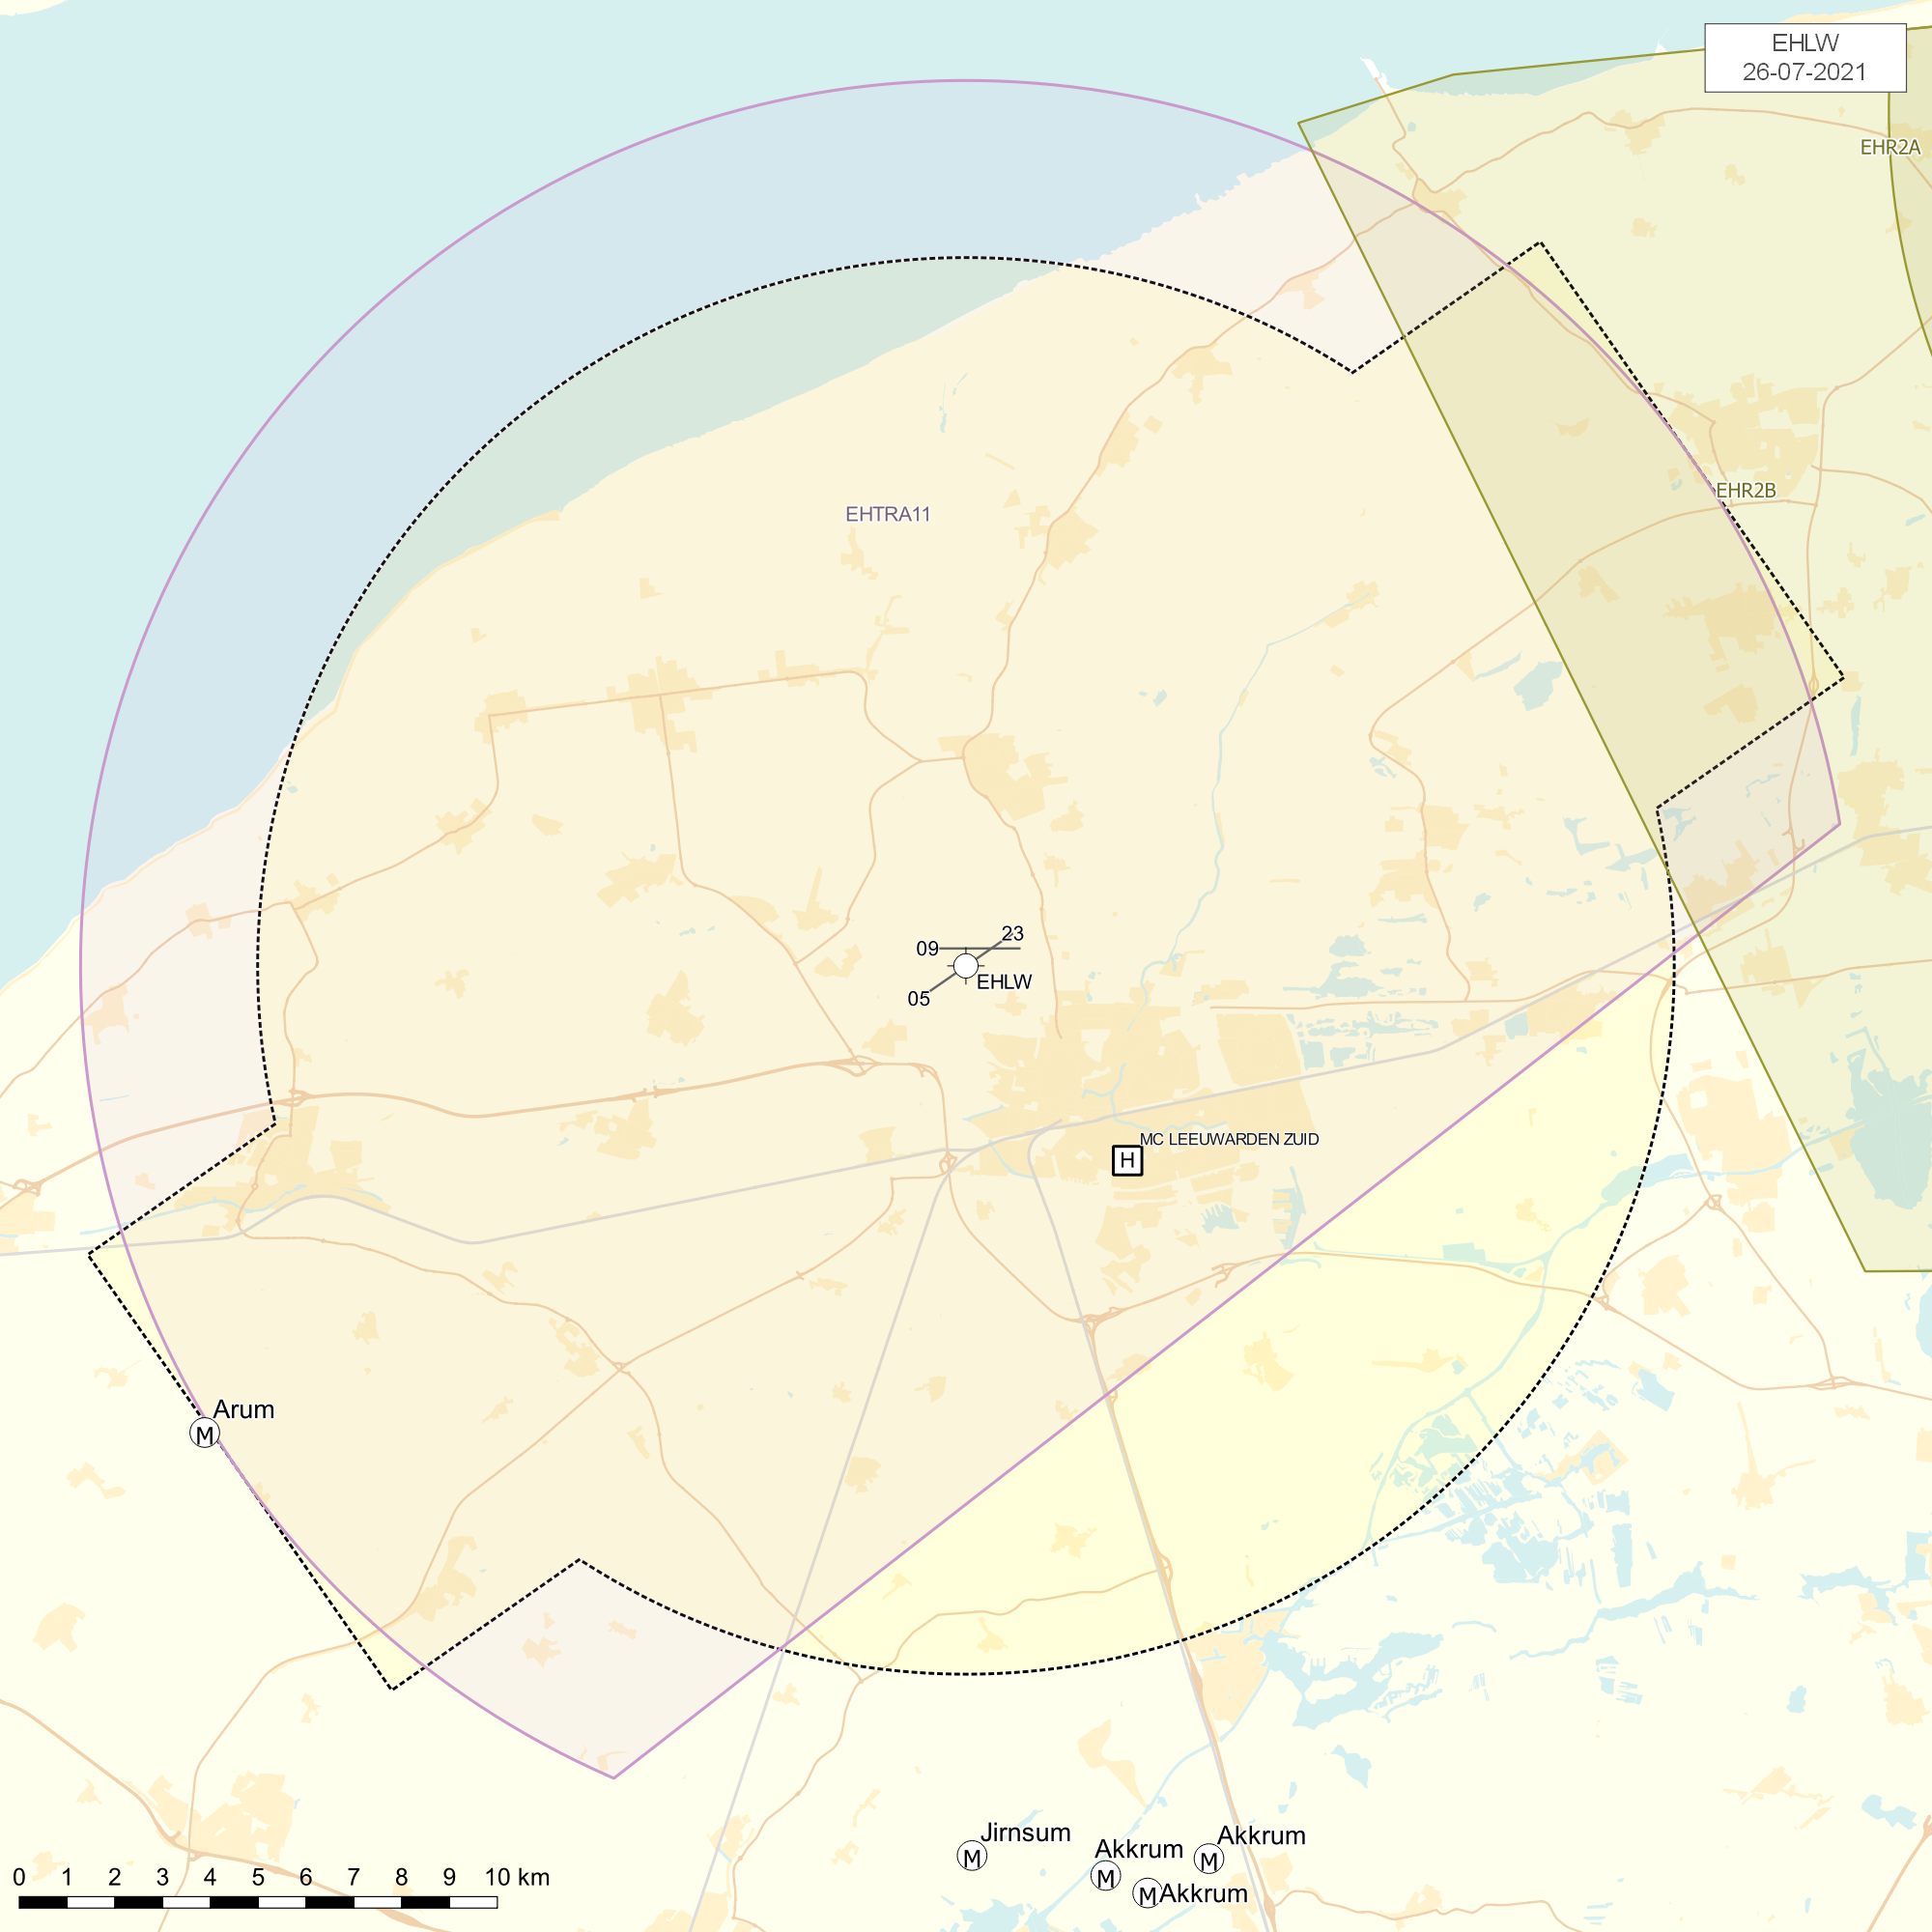 EHLW
26-07-2021
EHR2A
EHR2B
EHTRA11
23
09
EHLW
05
MC LEEUWARDEN ZUID
H
Arum
M
Jirnsum
M
Akkrum
M
Akkrum
M
M Akkrum
0 1 2 3 4 5 6 7 8 9 10 km